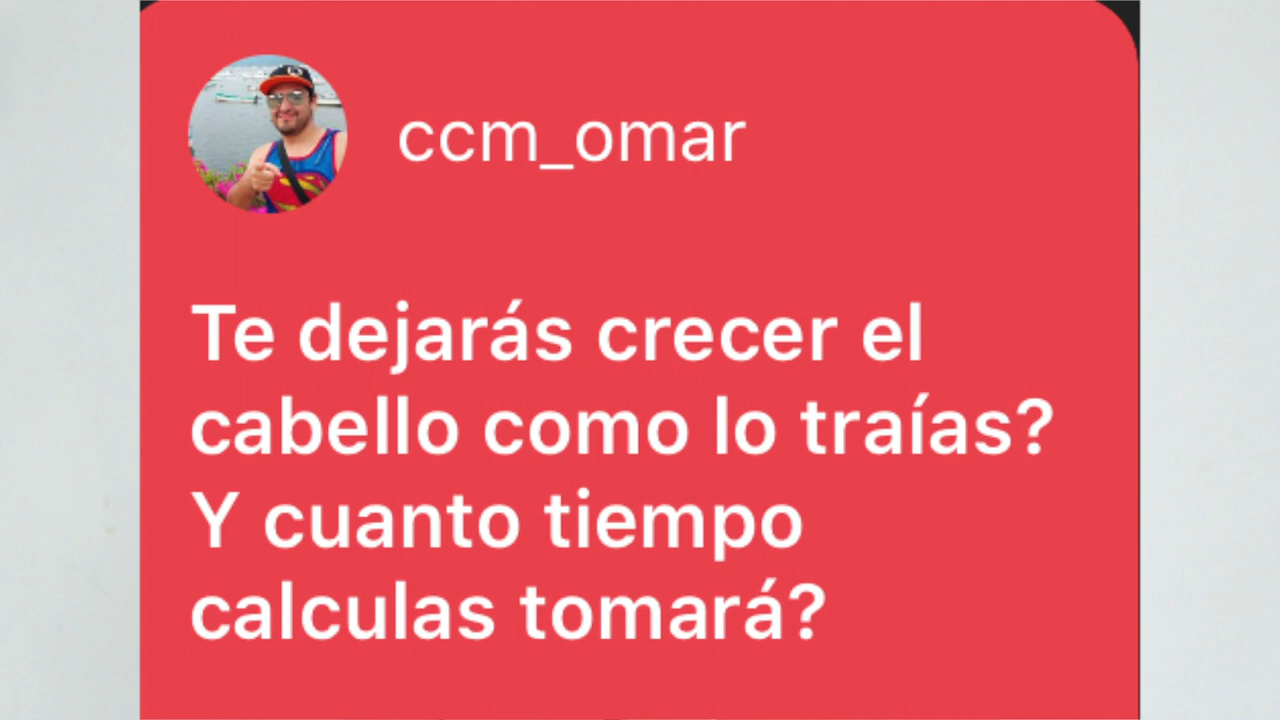 ccm_omar
Te dejarás crecer el
cabello como lo traías?
Y cuanto tiempo
calculas tomará?